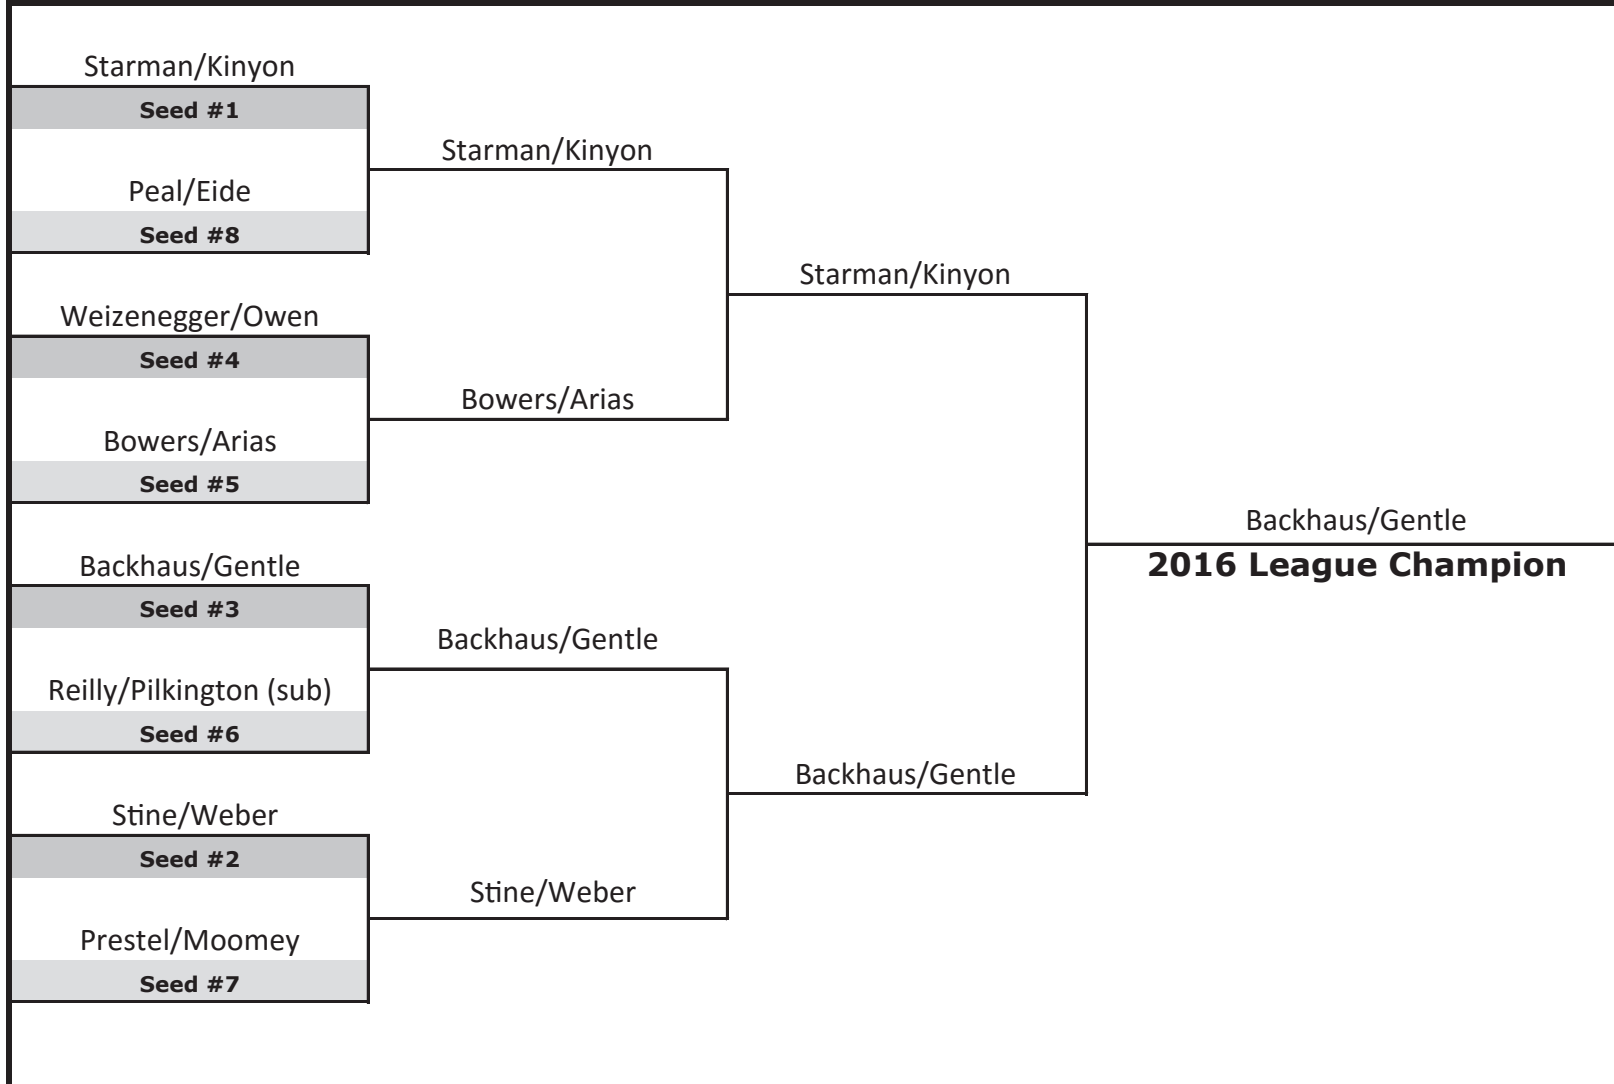 Starman/Kinyon
Seed #1
Peal/Eide
Seed #8
Weizenegger/Owen
Seed #4
Bowers/Arias
Seed #5
Backhaus/Gentle
Seed #3
Reilly/Pilkington (sub)
Seed #6
Stine/Weber
Seed #2
Prestel/Moomey
Seed #7
Starman/Kinyon
Bowers/Arias
Backhaus/Gentle
Stine/Weber
Starman/Kinyon
Backhaus/Gentle
Backhaus/Gentle
2016 League Champion